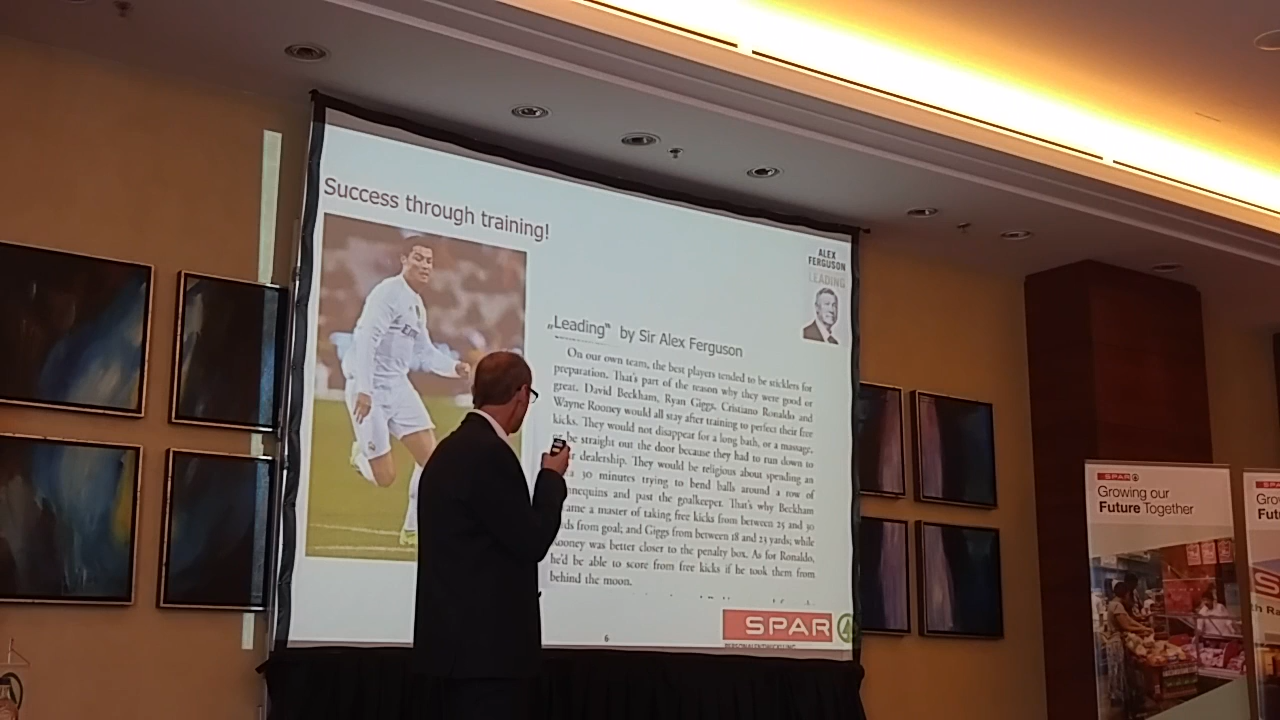 Success through training!
ALEX
FERGUSON
LEADING
„Leading" by Sir Alex Ferguson
On our own team, the best players tended to be sticklers for
preparation. That's part of the reason why they were good or
great. David Beckham, Ryan Giggs, Cristiano Ronaldo and
Wayne Rooney would all stay after training to perfect their free
kicks. They would not disappear for a long bath, or a massage,
be straight out the door because they had to run down to
dealership. They would be religious about spending an
30 minutes trying to bend balls around a row of
and past the goalkeeper. That's why Beckham
a master of taking free kicks from between 25 and 30
from goal; and Giggs from between 18 and 23 yards; while
was better closer to the penalty box. As for Ronaldo,
he'd be able to score from free kicks if he took them from
behind the moon.
6
SPAR
SPAR
Growing our
Future Together